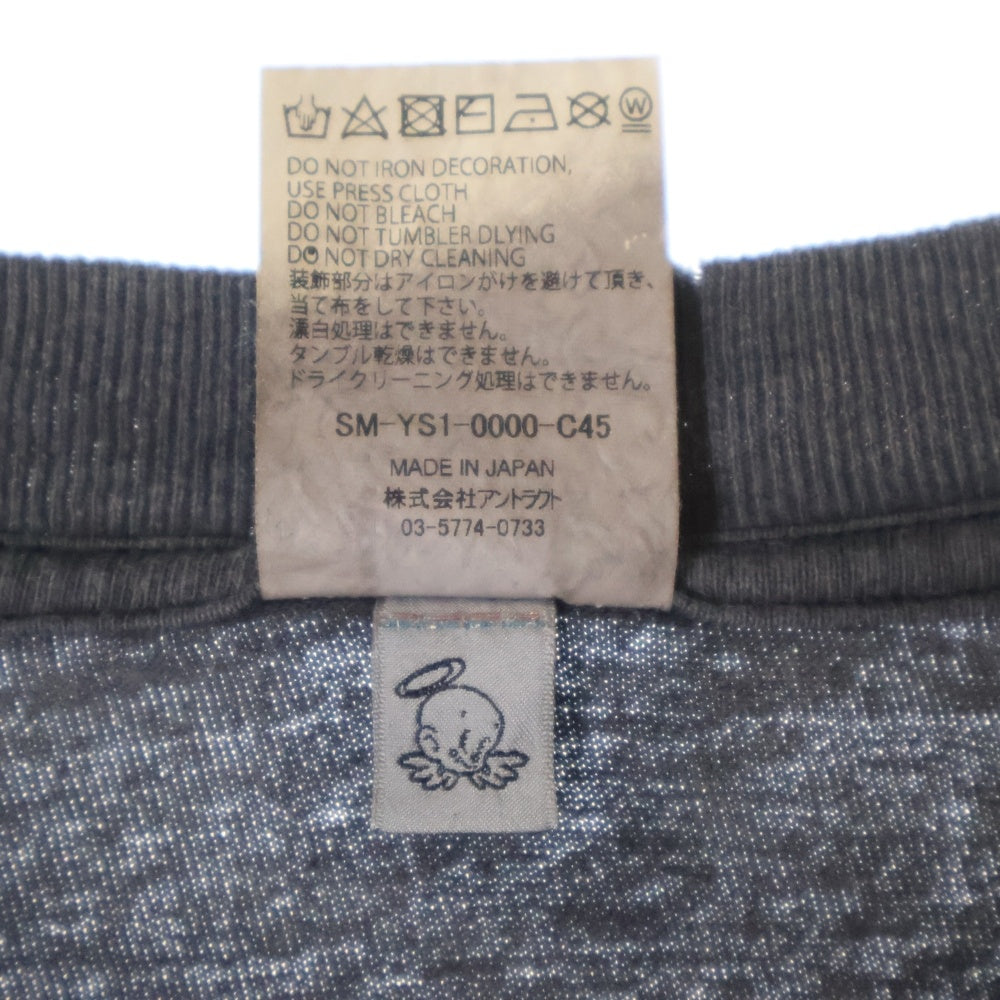 W
DO NOT IRON DECORATION,
USE PRESS CLOTH
DO NOT BLEACH
DO NOT TUMBLER DLYING
DO NOT DRY CLEANING
装飾部分はアイロンがけを避けて頂き、
当て布をして下さい。
漂白処理はできません。
タンブル乾燥はできません。
ドライクリーニング処理はできません。
SM-YS1-0000-C45
MADE IN JAPAN
株式会社アントラクト
03-5774-0733